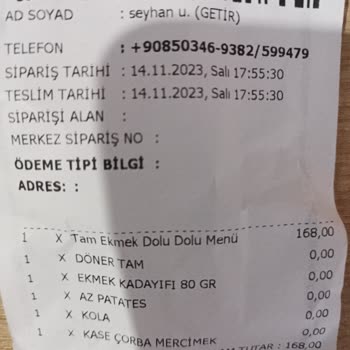 AD SOYAD : seyhan u. (GETİR)
TELEFON : +90850346-9382/599479
SİPARİŞ TARİHİ : 14.11.2023, Salı 17:55:30
TESLİM TARİHİ : 14.11.2023, Salı 17:55:30
SİPARİŞİ ALAN :
MERKEZ SİPARİŞ NO :
ÖDEME TİPİ BİLGİ :
ADRES: :
1 X Tam Ekmek Dolu Dolu Menü 168,00
1 X DÖNER TAM 0,00
1 X EKMEK KADAYIFI 80 GR 0,00
1 X AZ PATATES 0,00
1 X KOLA 0,00
1 X KASE ÇORBA MERCİMEK 0,00
TUTAR : 168,00